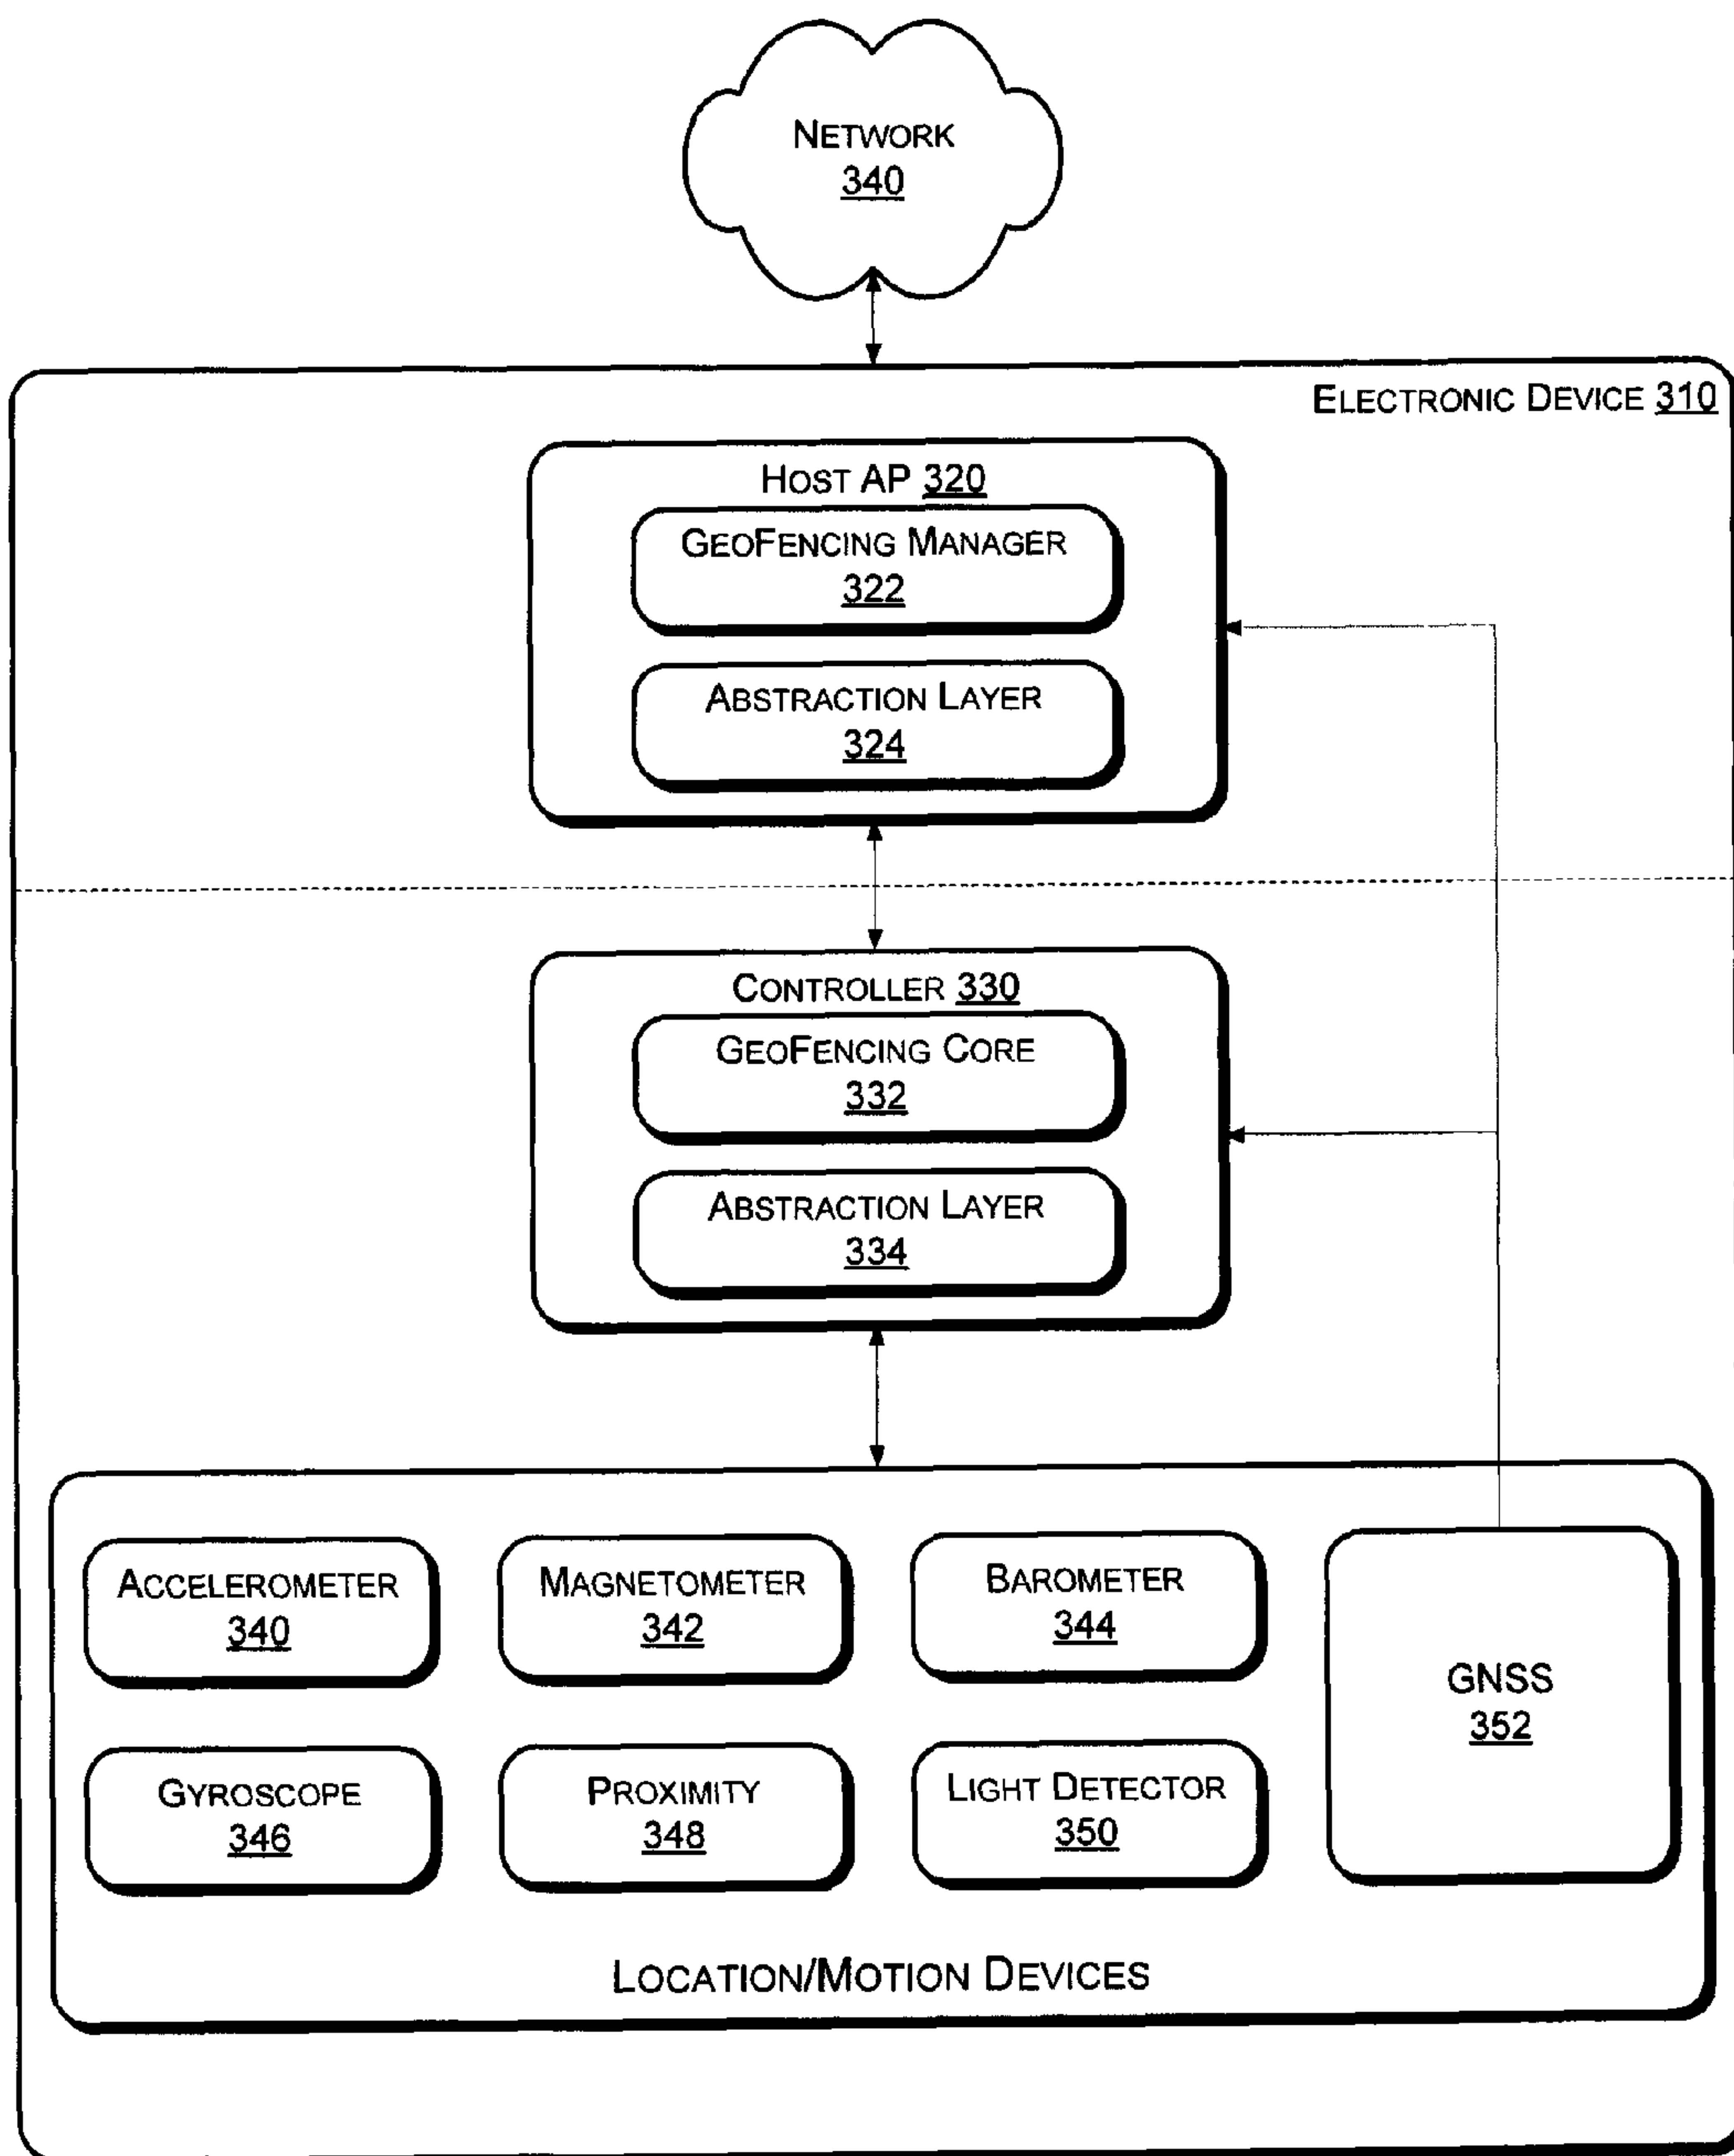 NETWORK
340
ELECTRONIC DEVICE 310
HOST AP 320
GEOFENCING MANAGER
322
ABSTRACTION LAYER
324
CONTROLLER 330
GEOFENCING CORE
332
ABSTRACTION LAYER
334
ACCELEROMETER
340
MAGNETOMETER
342
BAROMETER
344
GNSS
352
GYROSCOPE
346
PROXIMITY
348
LIGHT DETECTOR
350
LOCATION/MOTION DEVICES